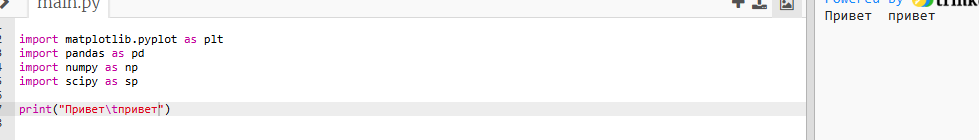 main.py
Powered by trinket
Привет  привет
import matplotlib.pyplot as plt
import pandas as pd
import numpy as np
import scipy as sp
print("Привет\tпривет")